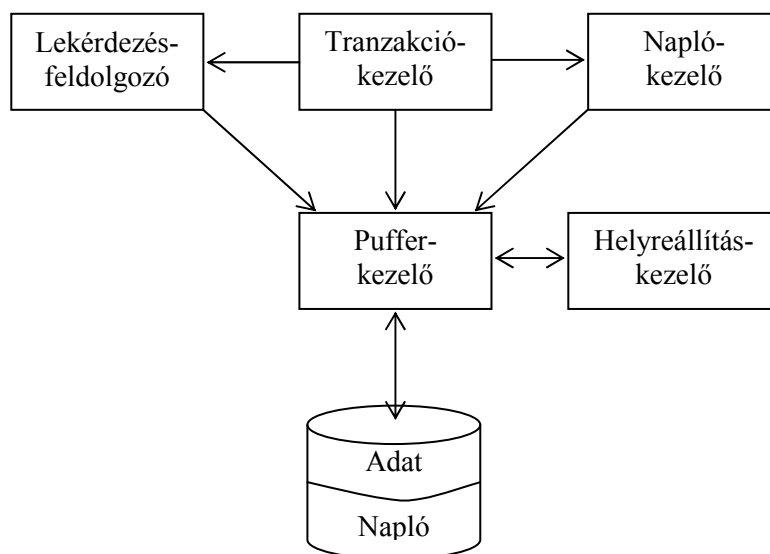 Lekérdezés-
feldolgozó
Tranzakció-
kezelő
Napló-
kezelő
Puffer-
kezelő
Helyreállítás-
kezelő
Adat
Napló